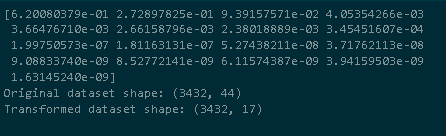 [6.20080379e-01 2.72897825e-01 9.39157571e-02 4.05354266e-03
3.66476710e-03 2.66158796e-03 2.38018889e-03 3.45451607e-04
1.99750573e-07 1.81163131e-07 5.27438211e-08 3.71762113e-08
9.08833740e-09 8.52772141e-09 6.11574387e-09 3.94159503e-09
1.63145240e-09]
Original dataset shape: (3432, 44)
Transformed dataset shape: (3432, 17)